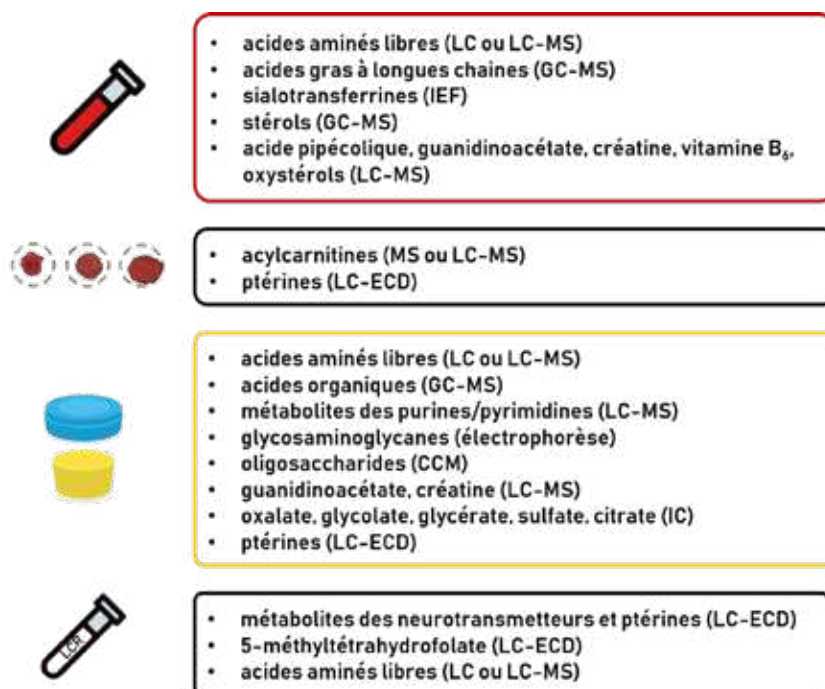 • acides aminés libres (LC ou LC-MS)
• acides gras à longues chaines (GC-MS)
• sialotransferrines (IEF)
• stérols (GC-MS)
• acide pipécolique, guanidinoacétate, créatine, vitamine B₆,
oxystérols (LC-MS)
• acylcarnitines (MS ou LC-MS)
• ptérines (LC-ECD)
• acides aminés libres (LC ou LC-MS)
• acides organiques (GC-MS)
• métabolites des purines/pyrimidines (LC-MS)
• glycosaminoglycanes (électrophorèse)
• oligosaccharides (CCM)
• guanidinoacétate, créatine (LC-MS)
• oxalate, glycolate, glycérate, sulfate, citrate (IC)
• ptérines (LC-ECD)
LCR
• métabolites des neurotransmetteurs et ptérines (LC-ECD)
• 5-méthyltétrahydrofolate (LC-ECD)
• acides aminés libres (LC ou LC-MS)